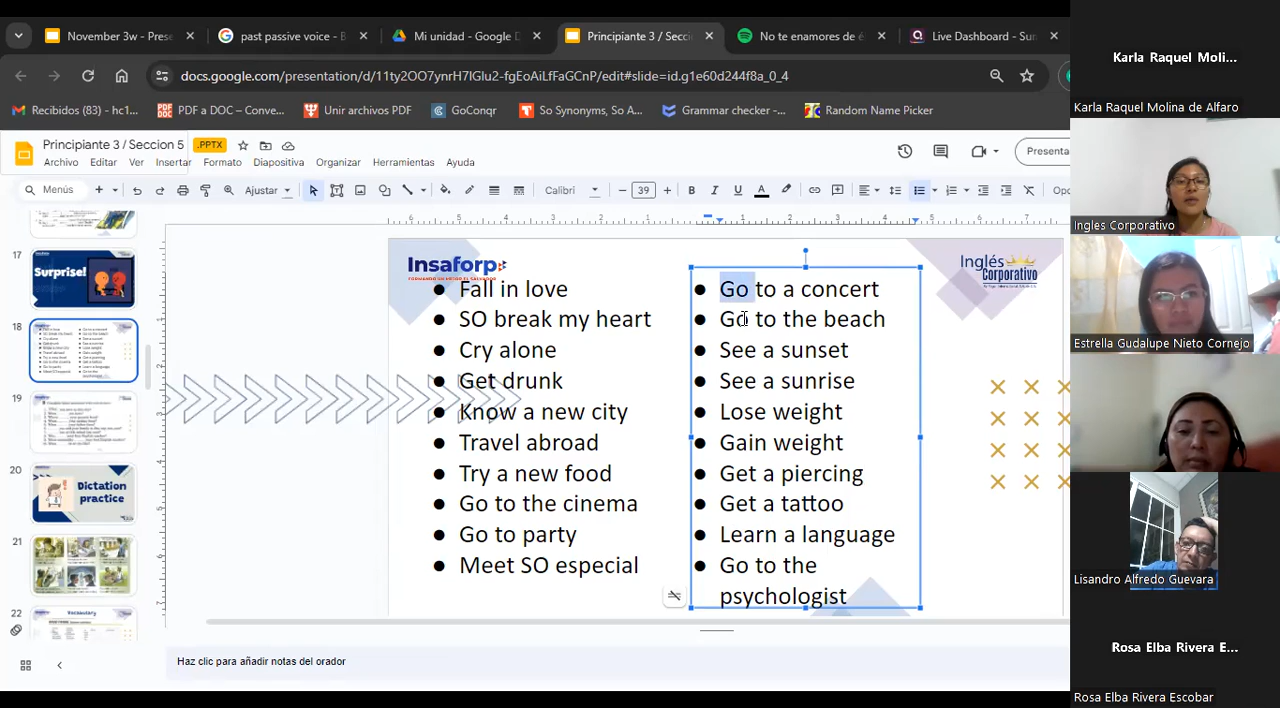 November 3w - Prese
past passive voice - B
Mi unidad - Google D
Principiante 3 / Secci
No te enamores de é
Live Dashboard - Sur
docs.google.com/presentation/d/11ty2OO7ynrH7IGlu2-fgEoAiLfFaGCnP/edit#slide=id.g1e60d244f8a_0_4
Recibidos (83) - hc1...
PDF a DOC – Conve...
Unir archivos PDF
GoConqr
So Synonyms, So A...
Grammar checker -...
Random Name Picker
Principiante 3 / Seccion 5
.PPTX
Archivo Editar Ver Insertar Formato Diapositiva Organizar Herramientas Ayuda
Presenta
Menús
Ajustar
Calibri
39
Opc
17
Surprise!
18
19
20
Dictation
practice
21
22
Vocabulary
Insaforp
Inglés
Corporativo
Fall in love
SO break my heart
Cry alone
Get drunk
Know a new city
Travel abroad
Try a new food
Go to the cinema
Go to party
Meet SO especial
Go to a concert
Go to the beach
See a sunset
See a sunrise
Lose weight
Gain weight
Get a piercing
Get a tattoo
Learn a language
Go to the
psychologist
Haz clic para añadir notas del orador
Karla Raquel Moli...
Karla Raquel Molina de Alfaro
Ingles Corporativo
Estrella Gudalupe Nieto Cornejo
Lisandro Alfredo Guevara
Rosa Elba Rivera E...
Rosa Elba Rivera Escobar